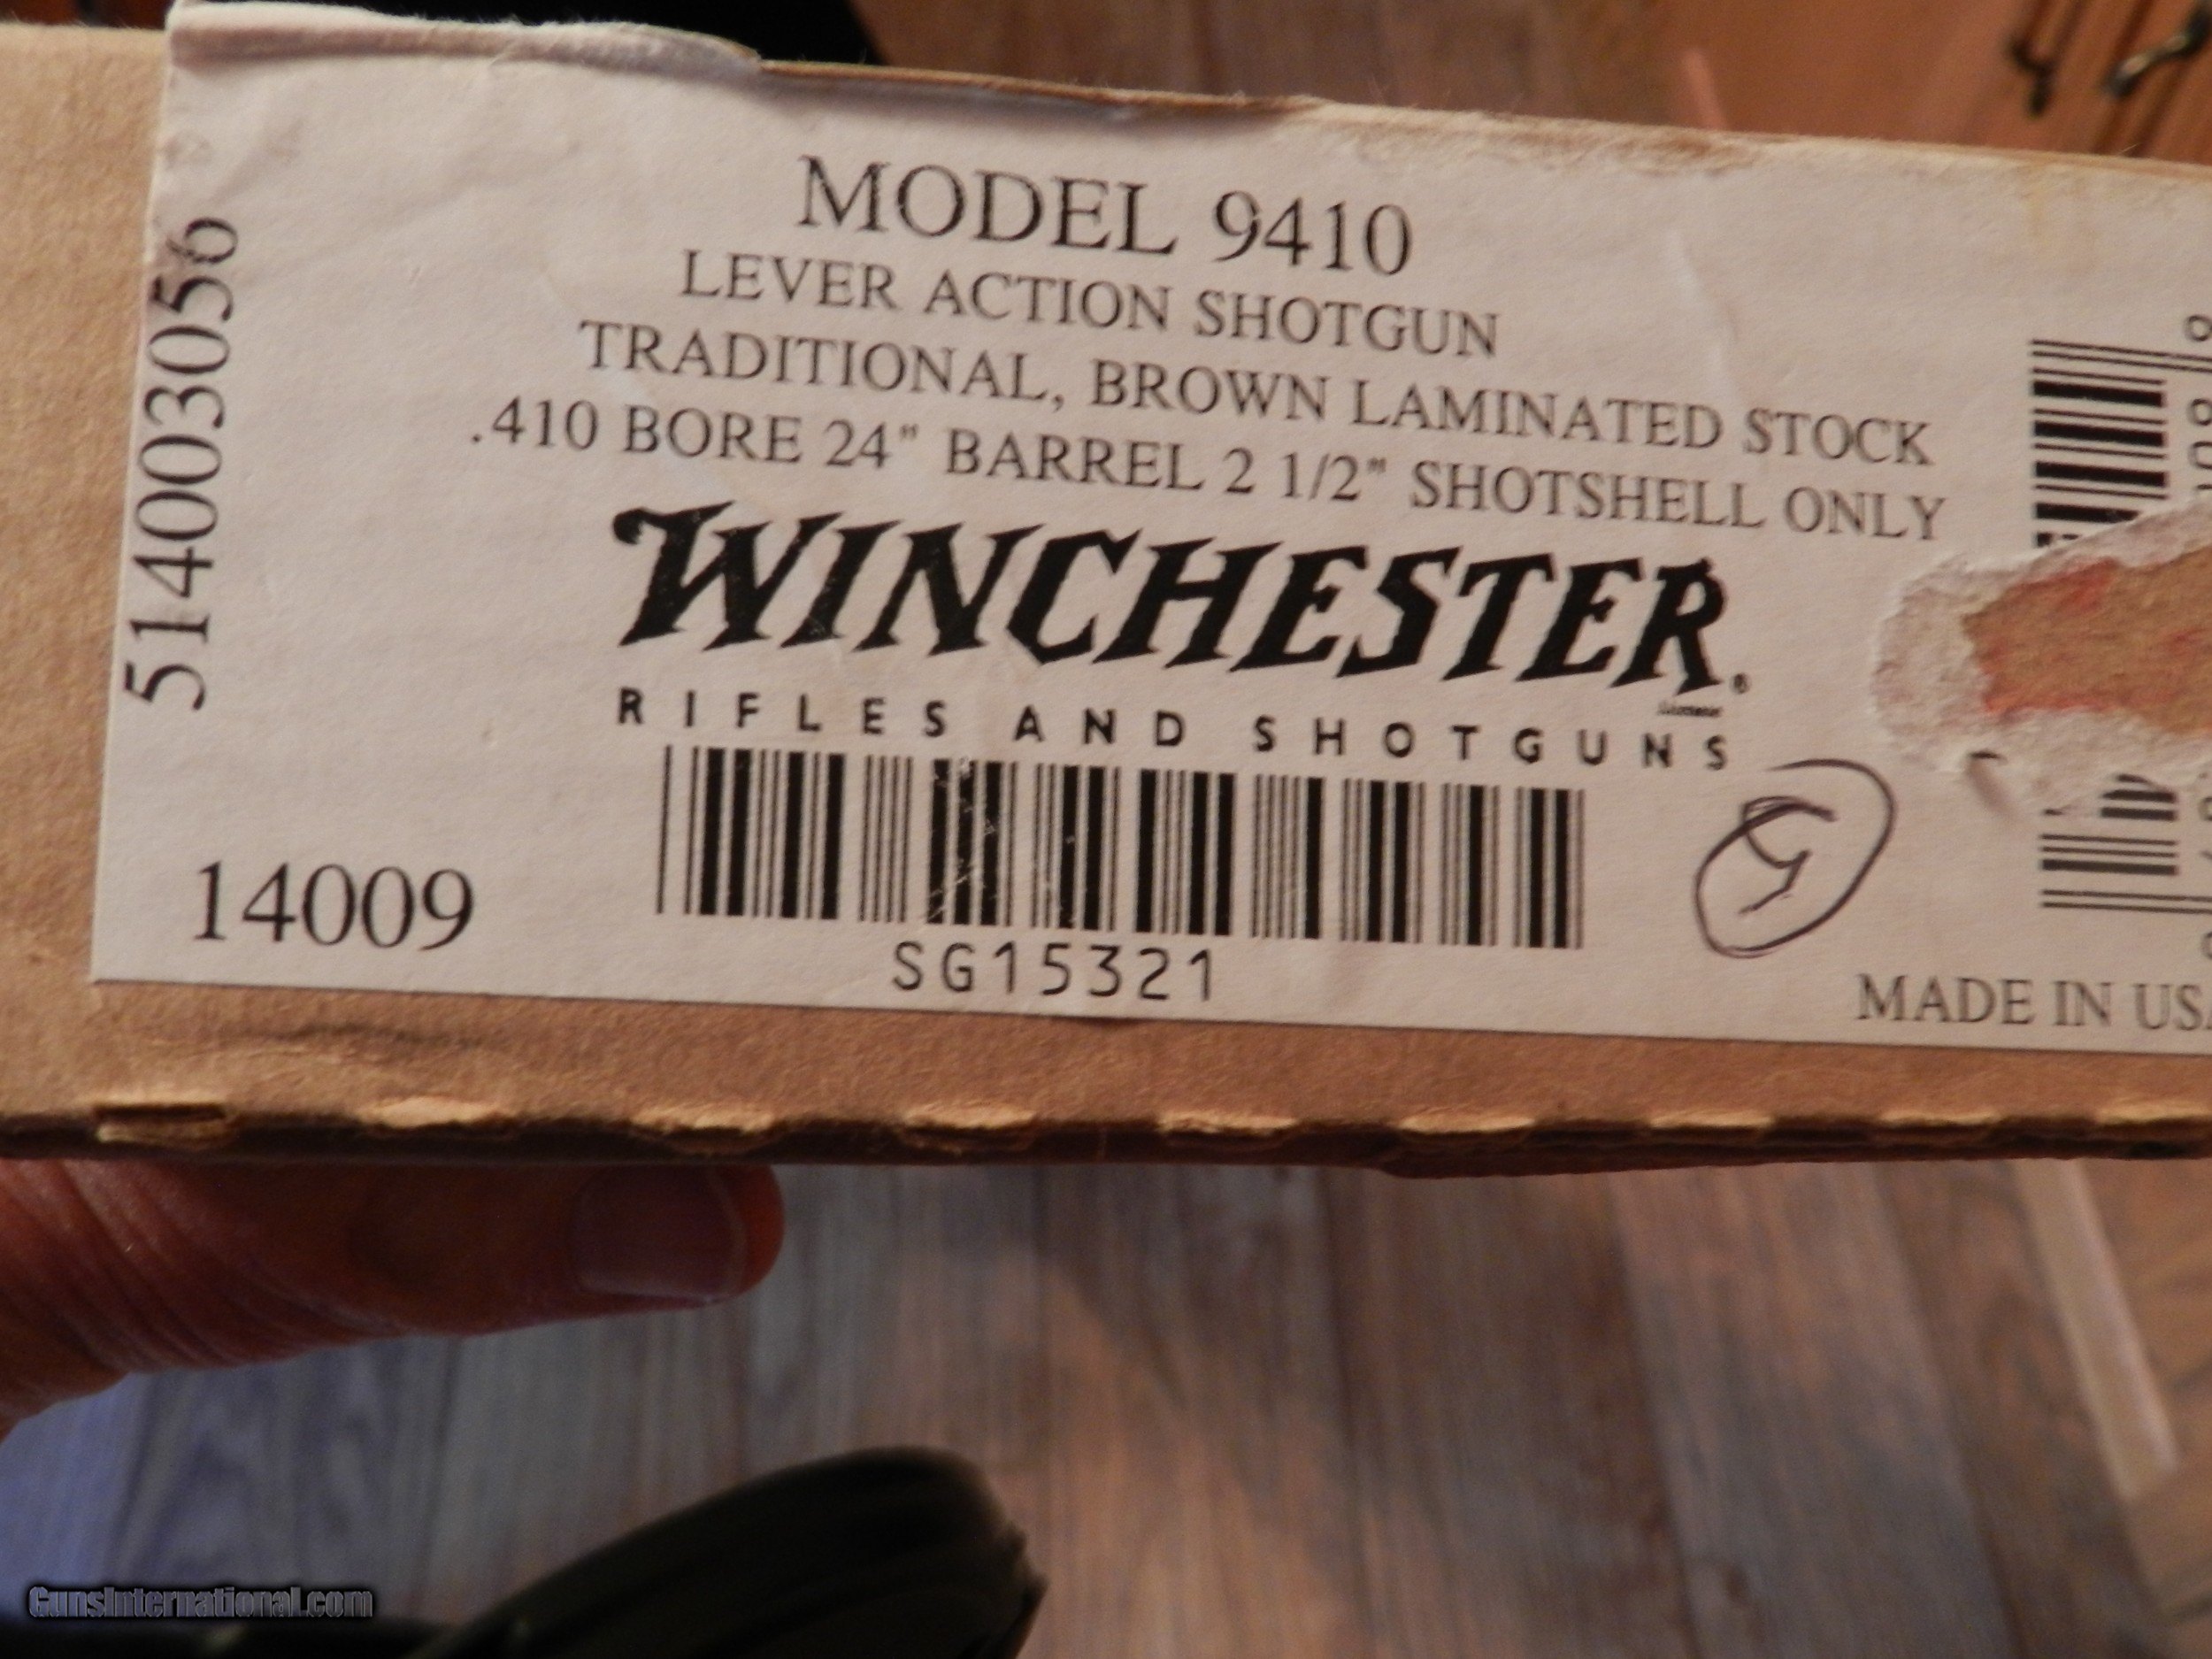 514003056
MODEL 9410
LEVER ACTION SHOTGUN
TRADITIONAL, BROWN LAMINATED STOCK
.410 BORE 24" BARREL 2 1/2" SHOTSHELL ONLY
WINCHESTER®
RIFLES AND SHOTGUNS
14009
SG15321
MADE IN USA
GunsInternational.com